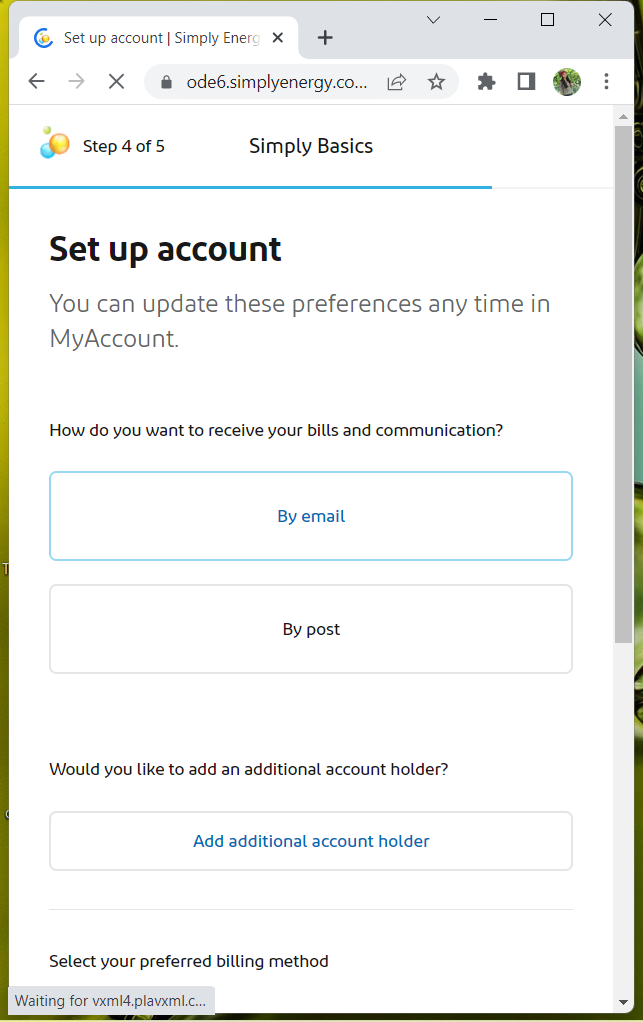 Set up account | Simply Energ
ode6.simplyenergy.co...
Step 4 of 5
Simply Basics
Set up account
You can update these preferences any time in
MyAccount.
How do you want to receive your bills and communication?
By email
By post
Would you like to add an additional account holder?
Add additional account holder
Select your preferred billing method
Waiting for vxml4.plavxml.c...